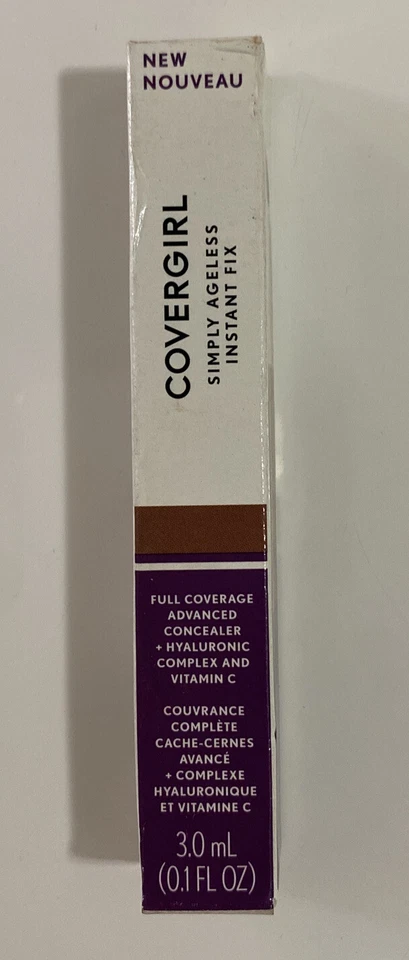 NEW
NOUVEAU
COVERGIRL
SIMPLY AGELESS
INSTANT FIX
FULL COVERAGE
ADVANCED
CONCEALER
+ HYALURONIC
COMPLEX AND
VITAMIN C
COUVRANCE
COMPLÈTE
CACHE-CERNES
AVANCÉ
+ COMPLEXE
HYALURONIQUE
ET VITAMINE C
3.0 mL
(0.1 FL OZ)